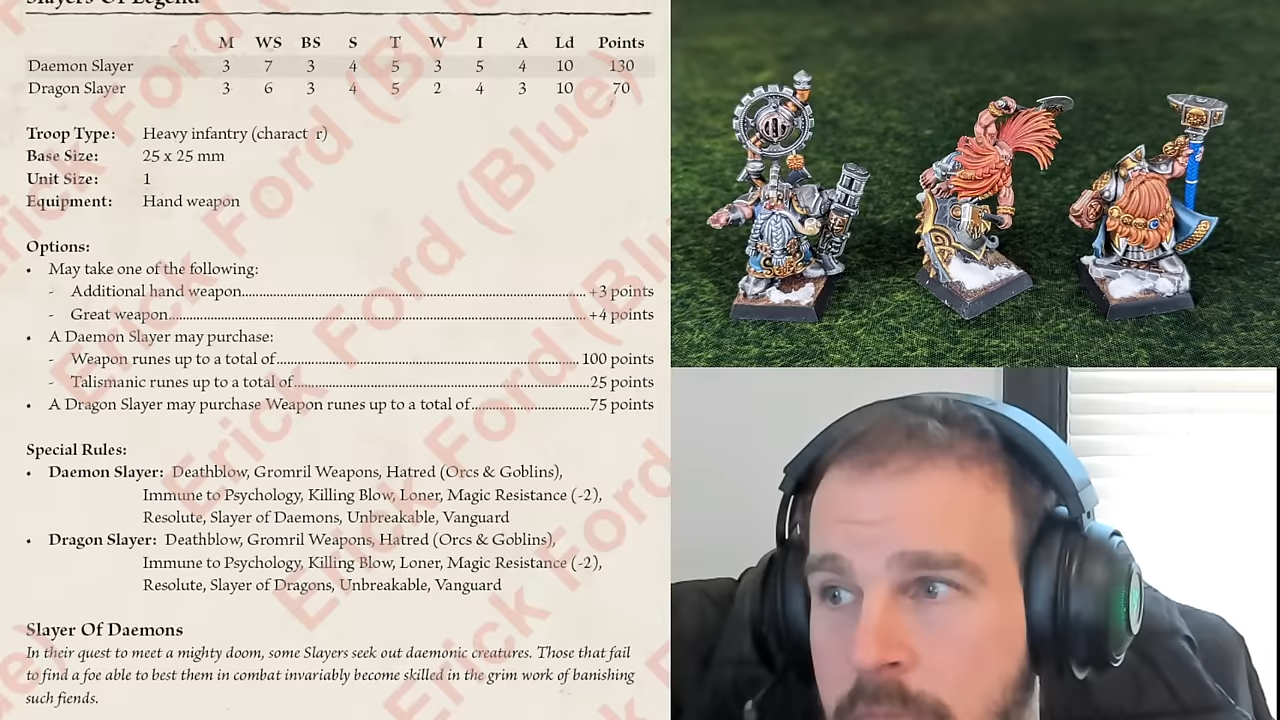 Slayers Of Legend
M WS BS S T W I A Ld Points
Daemon Slayer 3 7 3 4 5 3 5 4 10 130
Dragon Slayer 3 6 3 4 5 2 4 3 10 70
Troop Type: Heavy infantry (charact r)
Base Size: 25 x 25 mm
Unit Size: 1
Equipment: Hand weapon
Options:
• May take one of the following:
- Additional hand weapon.......... +3 points
- Great weapon.......... +4 points
• A Daemon Slayer may purchase:
- Weapon runes up to a total of.......... 100 points
- Talismanic runes up to a total of..........25 points
• A Dragon Slayer may purchase Weapon runes up to a total of..........75 points
Special Rules:
• Daemon Slayer: Deathblow, Gromril Weapons, Hatred (Orcs & Goblins),
Immune to Psychology, Killing Blow, Loner, Magic Resistance (-2),
Resolute, Slayer of Daemons, Unbreakable, Vanguard
• Dragon Slayer: Deathblow, Gromril Weapons, Hatred (Orcs & Goblins),
Immune to Psychology, Killing Blow, Loner, Magic Resistance (-2),
Resolute, Slayer of Dragons, Unbreakable, Vanguard
Slayer Of Daemons
In their quest to meet a mighty doom, some Slayers seek out daemonic creatures. Those that fail
to find a foe able to best them in combat invariably become skilled in the grim work of banishing
such fiends.
Erick Ford (Blue)